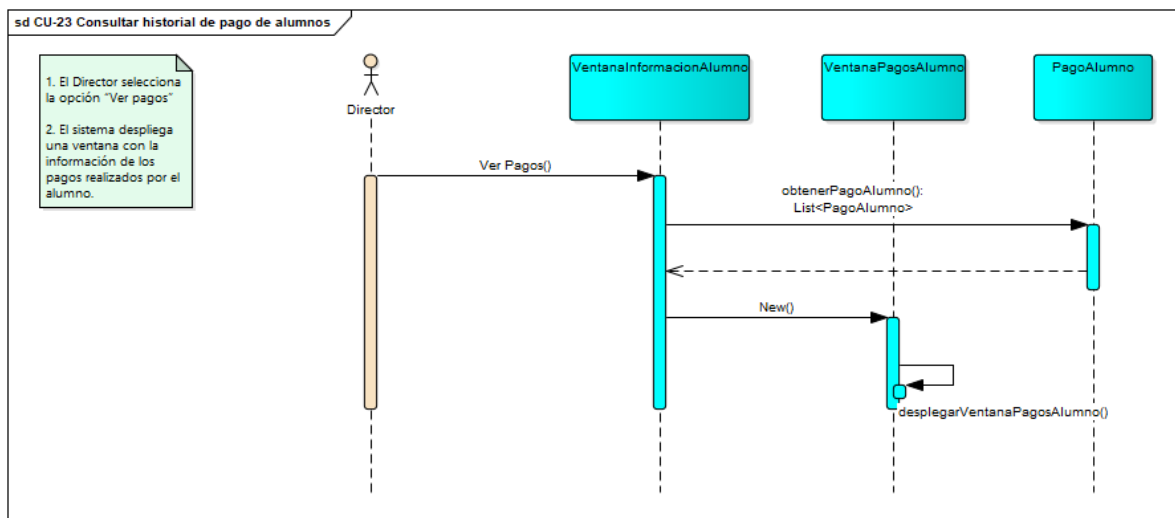 sd CU-23 Consultar historial de pago de alumnos
1. El Director selecciona
la opción "Ver pagos"
2. El sistema despliega
una ventana con la
información de los
pagos realizados por el
alumno.
Director
VentanaInformacionAlumno
VentanaPagosAlumno
PagoAlumno
Ver Pagos()
obtenerPagoAlumno():
List<PagoAlumno>
New()
desplegarVentanaPagosAlumno()